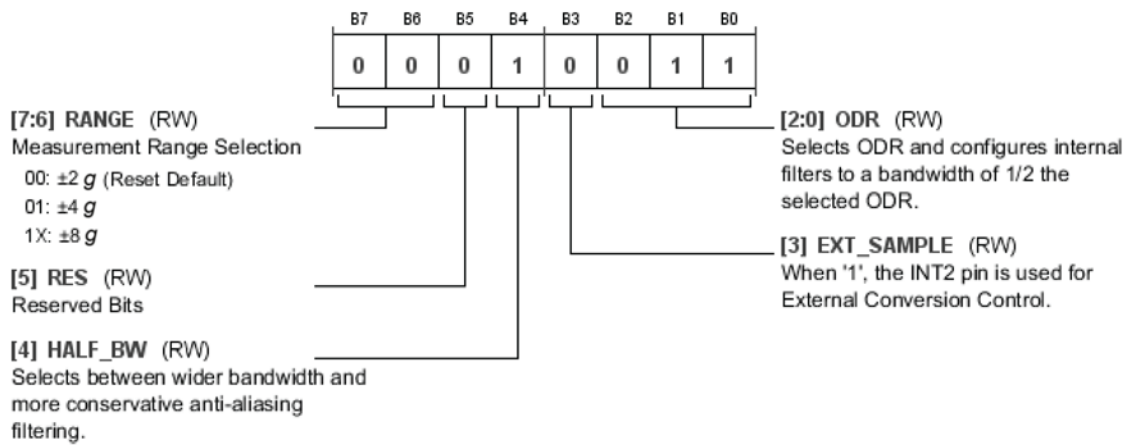 B7 B6 B5 B4 B3 B2 B1 B0
0 0 0 1 0 0 1 1
[7:6] RANGE (RW)
Measurement Range Selection
00: ±2 g (Reset Default)
01: ±4 g
1X: ±8 g
[5] RES (RW)
Reserved Bits
[4] HALF_BW (RW)
Selects between wider bandwidth and
more conservative anti-aliasing
filtering.
[2:0] ODR (RW)
Selects ODR and configures internal
filters to a bandwidth of 1/2 the
selected ODR.
[3] EXT_SAMPLE (RW)
When '1', the INT2 pin is used for
External Conversion Control.